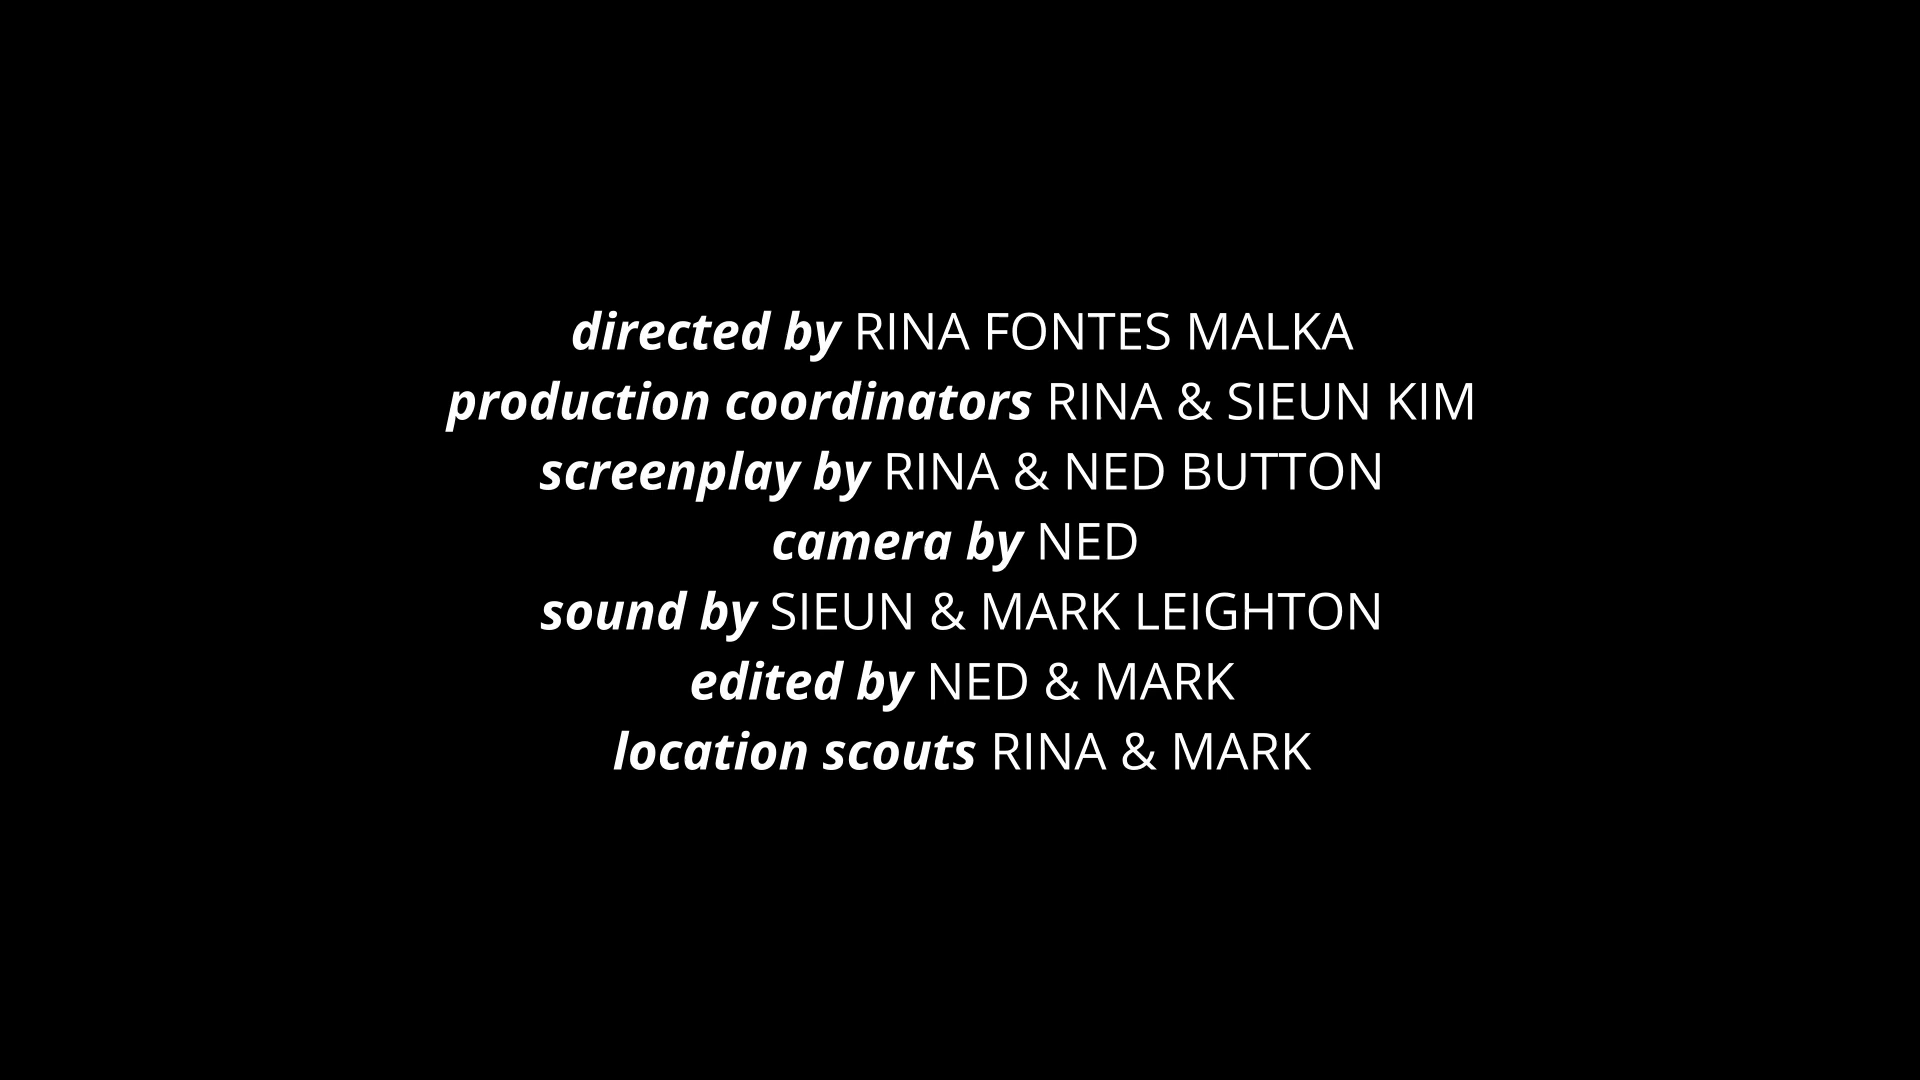 directed by RINA FONTES MALKA
production coordinators RINA & SIEUN KIM
screenplay by RINA & NED BUTTON
camera by NED
sound by SIEUN & MARK LEIGHTON
edited by NED & MARK
location scouts RINA & MARK